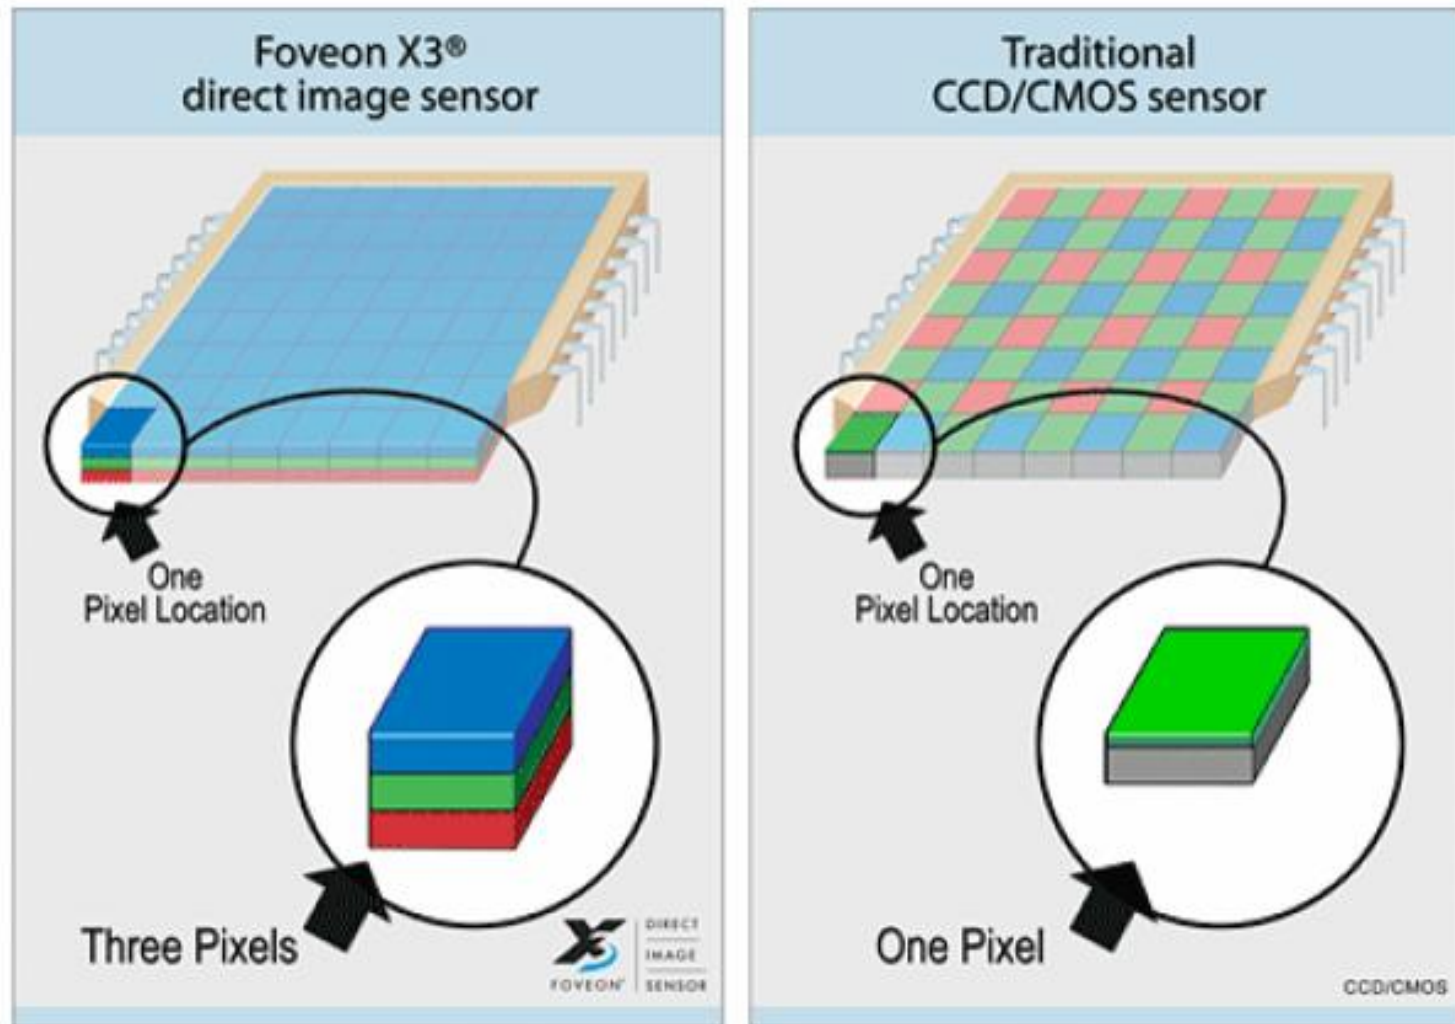 Foveon X3®
direct image sensor
One
Pixel Location
Three Pixels
X3
FOVEON®
DIRECT
IMAGE
SENSOR
Traditional
CCD/CMOS sensor
One
Pixel Location
One Pixel
CCD/CMOS